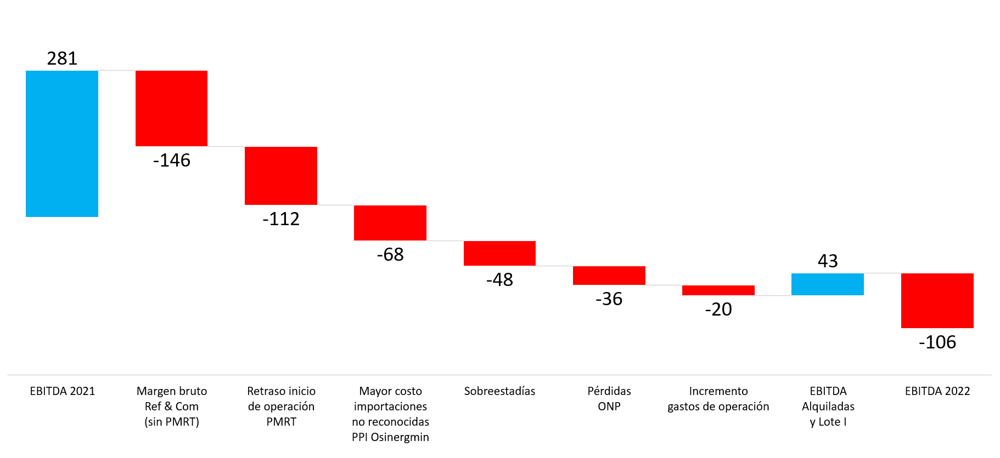 281
-146
-112
-68
-48
-36
-20
43
-106
EBITDA 2021
Margen bruto
Ref & Com
(sin PMRT)
Retraso inicio
de operación
PMRT
Mayor costo
importaciones
no reconocidas
PPI Osinergmin
Sobreestadías
Pérdidas
ONP
Incremento
gastos de operación
EBITDA
Alquiladas
y Lote I
EBITDA 2022